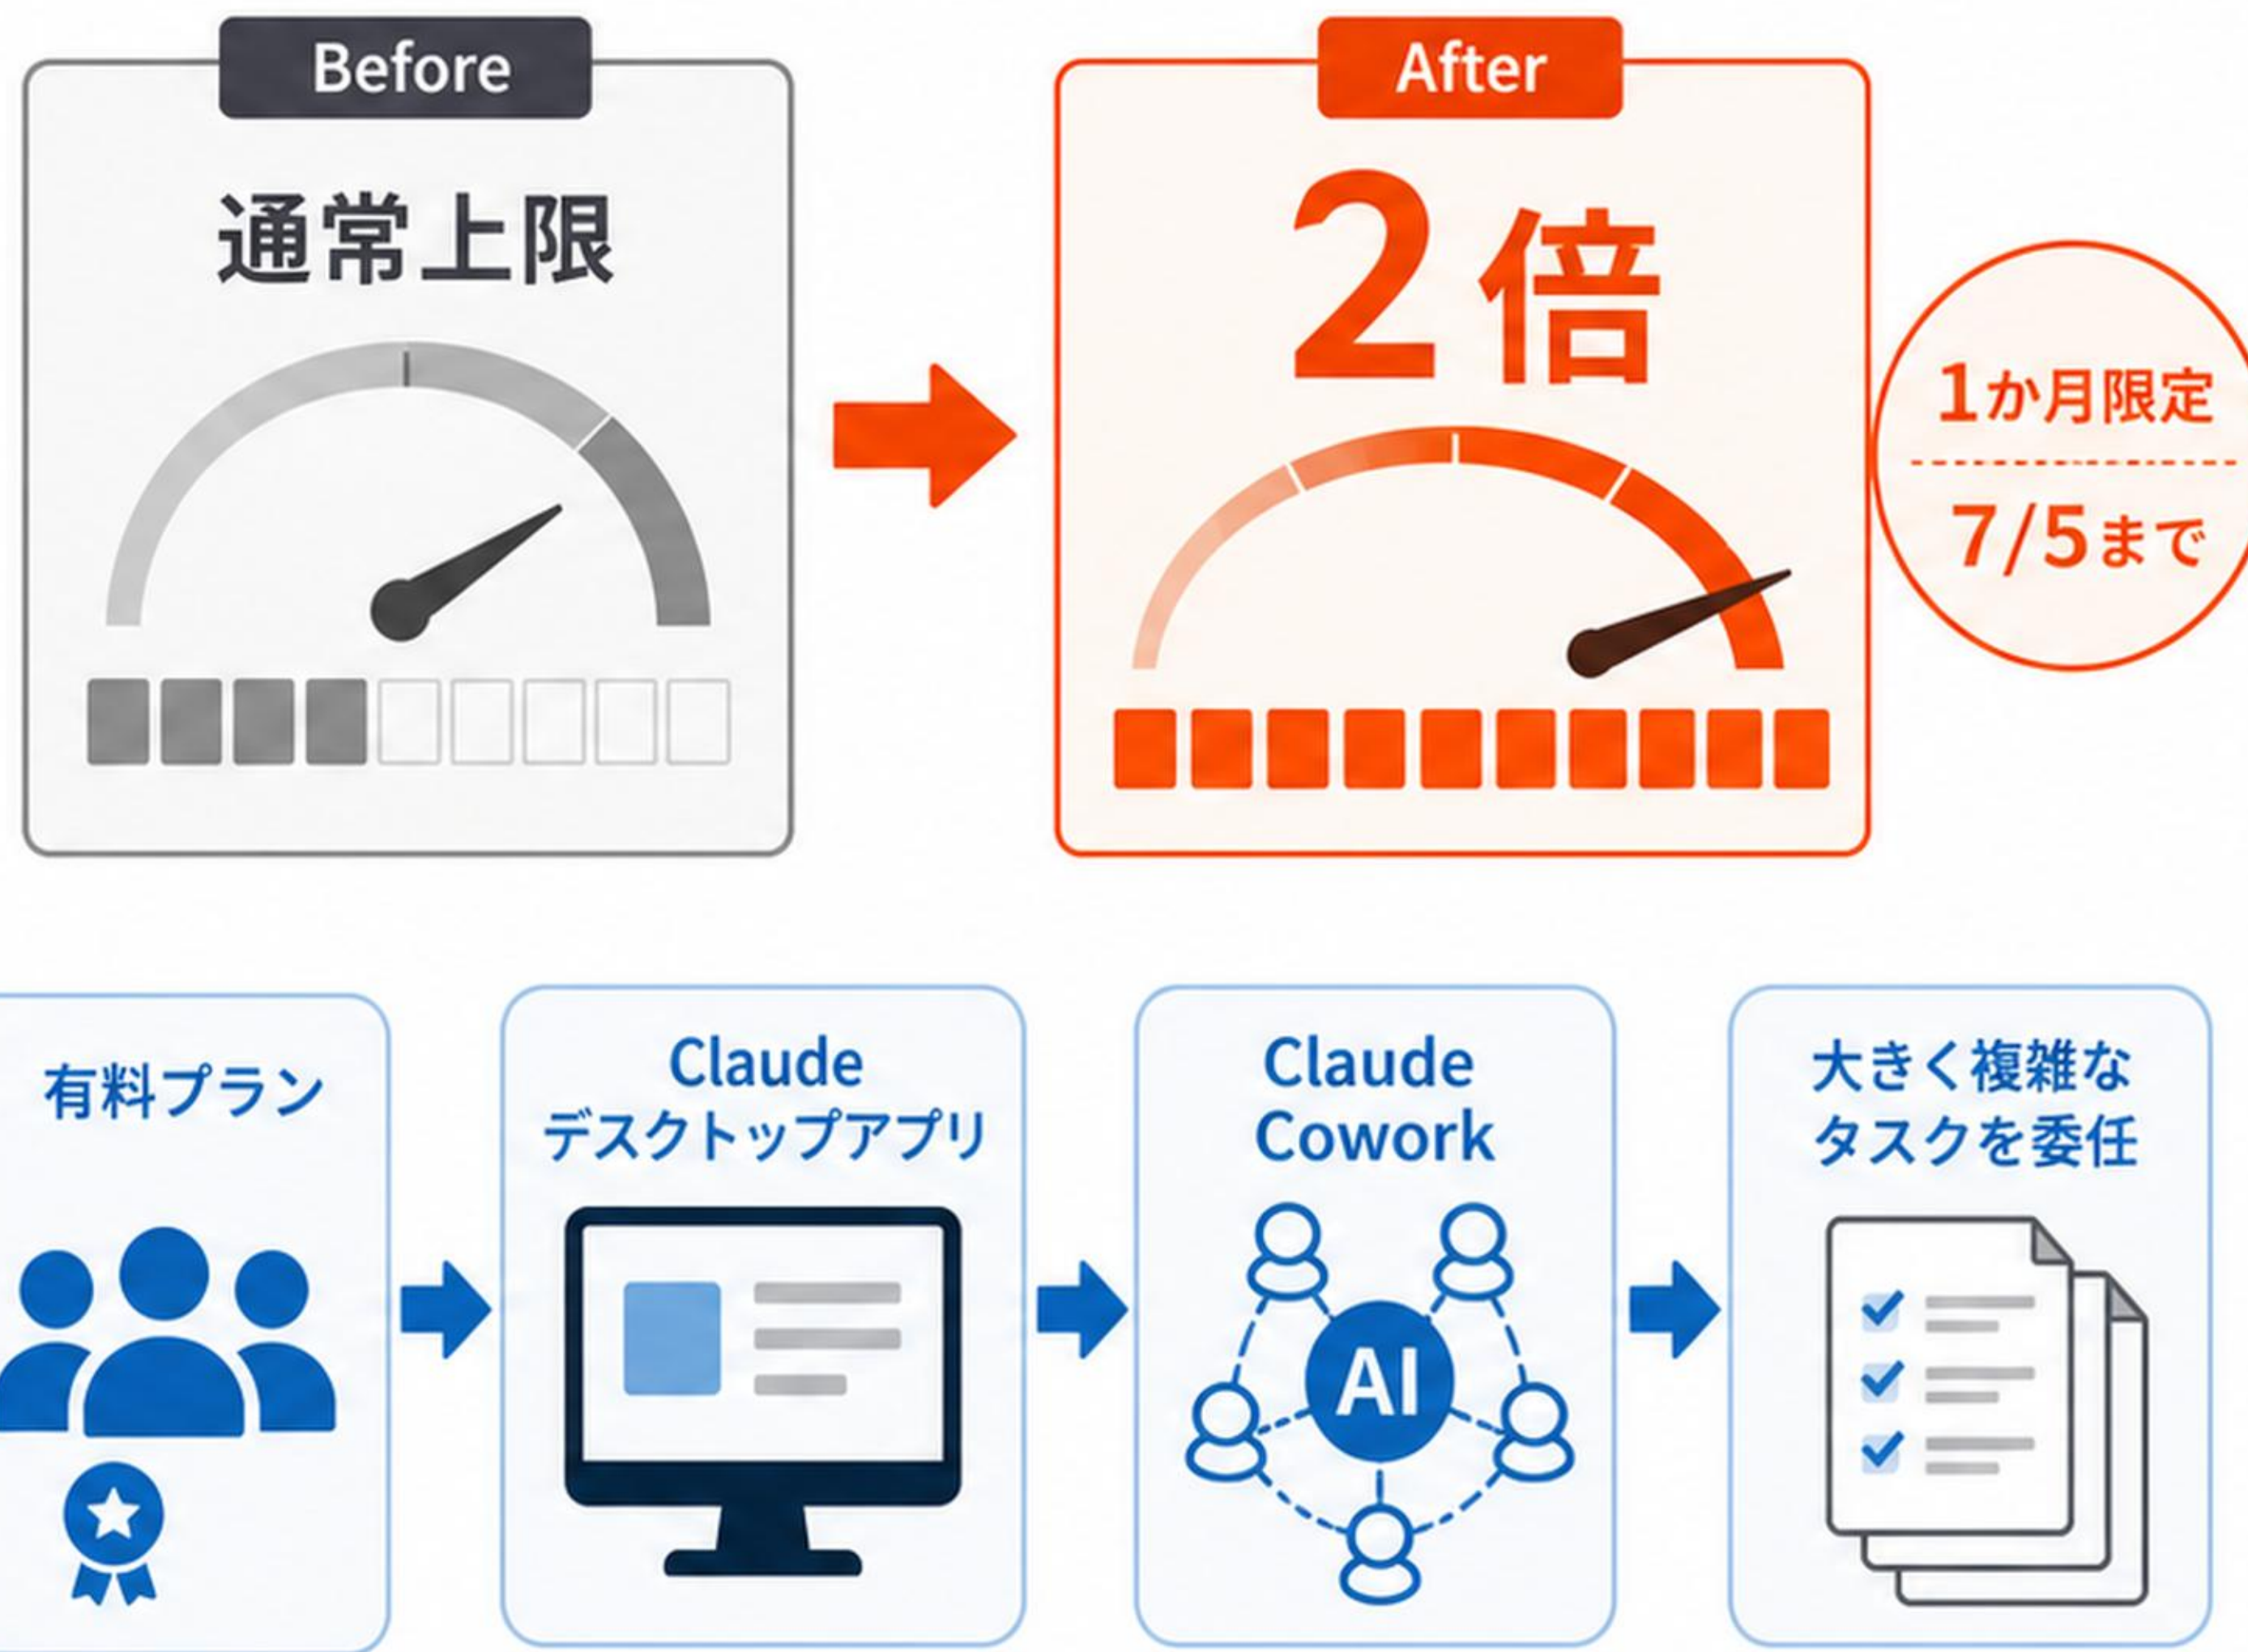 Before
通常上限
After
2倍
1か月限定
7/5まで
有料プラン
Claude
デスクトップアプリ
Claude
Cowork
AI
大きく複雑な
タスクを委任